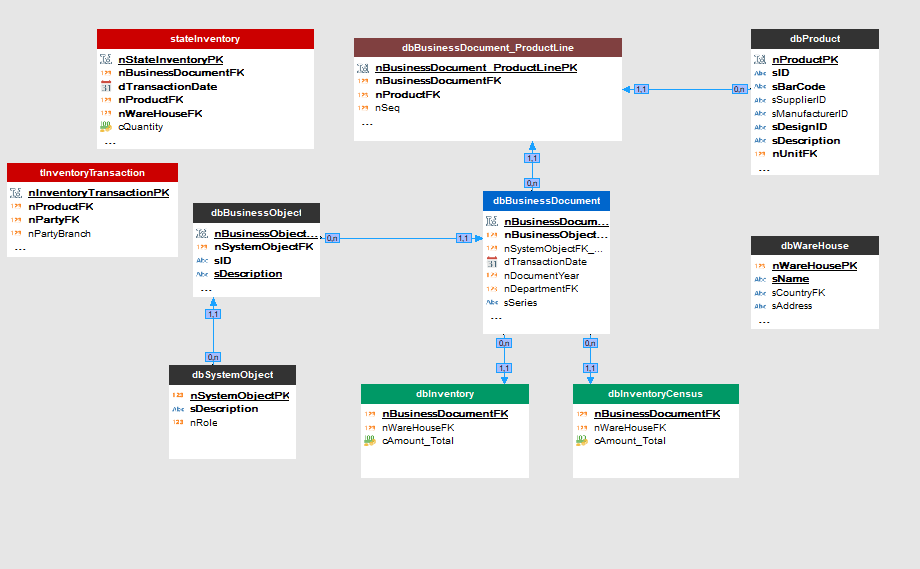 stateInventory
nStateInventoryPK
nBusinessDocumentFK
dTransactionDate
nProductFK
nWareHouseFK
cQuantity
...
dbBusinessDocument_ProductLine
nBusinessDocument_ProductLinePK
nBusinessDocumentFK
nProductFK
nSeq
...
dbProduct
nProductPK
sID
sBarCode
sSupplierID
sManufacturerID
sDesignID
sDescription
nUnitFK
...
1,1
0,n
1,1
0,n
tInventoryTransaction
nInventoryTransactionPK
nProductFK
nPartyFK
nPartyBranch
...
dbBusinessObject
nBusinessObject...
nSystemObjectFK
sID
sDescription
...
0,n
1,1
dbBusinessDocument
nBusinessDocum...
nBusinessObject...
nSystemObjectFK_...
dTransactionDate
nDocumentYear
nDepartmentFK
sSeries
...
dbWareHouse
nWareHousePK
sName
sCountryFK
sAddress
...
1,1
0,n
0,n
0,n
1,1
1,1
dbSystemObject
nSystemObjectPK
sDescription
nRole
dbInventory
nBusinessDocumentFK
nWareHouseFK
cAmount_Total
dbInventoryCensus
nBusinessDocumentFK
nWareHouseFK
cAmount_Total